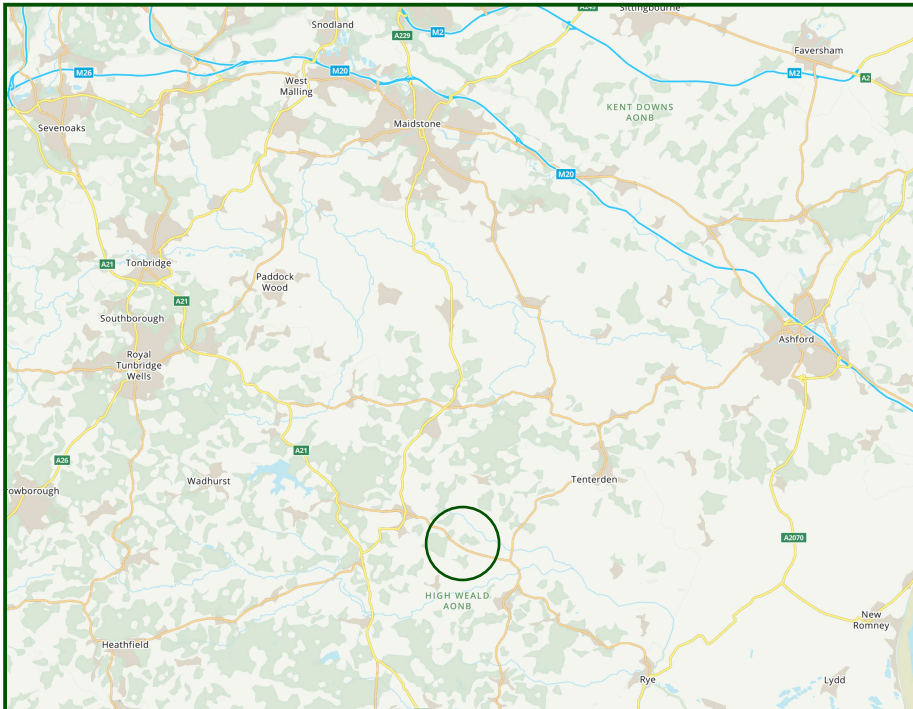 Sittingbourne
Snodland
A249
A229
M2
Faversham
M26
M20
M2
A2
West
Malling
KENT DOWNS
AONB
Sevenoaks
Maidstone
M20
A21
Tonbridge
Paddock
Wood
A21
Southborough
Royal
Tunbridge
Wells
Ashford
A21
A26
Wadhurst
Tenterden
rowborough
A2070
HIGH WEALD
AONB
New
Romney
Heathfield
Rye
Lydd